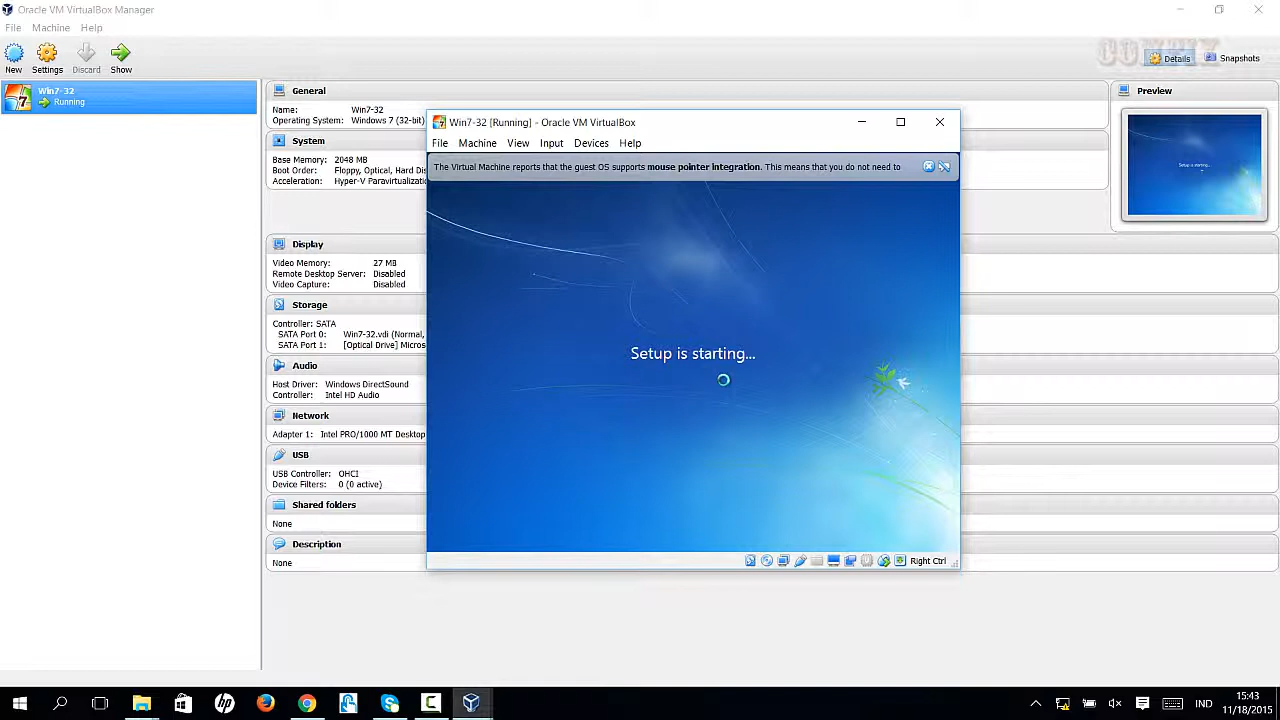 Oracle VM VirtualBox Manager
File Machine Help
New Settings Discard Show
Details Snapshots
Win7-32
Running
General
Name: Win7-32
Operating System: Windows 7 (32-bit)
System
Base Memory: 2048 MB
Boot Order: Floppy, Optical, Hard Dis
Acceleration: Hyper-V Paravirtualizatio
Display
Video Memory: 27 MB
Remote Desktop Server: Disabled
Video Capture: Disabled
Storage
Controller: SATA
SATA Port 0: Win7-32.vdi (Normal,
SATA Port 1: [Optical Drive] Micros
Audio
Host Driver: Windows DirectSound
Controller: Intel HD Audio
Network
Adapter 1: Intel PRO/1000 MT Desktop
USB
USB Controller: OHCI
Device Filters: 0 (0 active)
Shared folders
None
Description
None
Win7-32 [Running] - Oracle VM VirtualBox
File Machine View Input Devices Help
The Virtual Machine reports that the guest OS supports mouse pointer integration. This means that you do not need to
Setup is starting...
Right Ctrl
Preview
Setup is starting...
hp
IND
15:43
11/18/2015